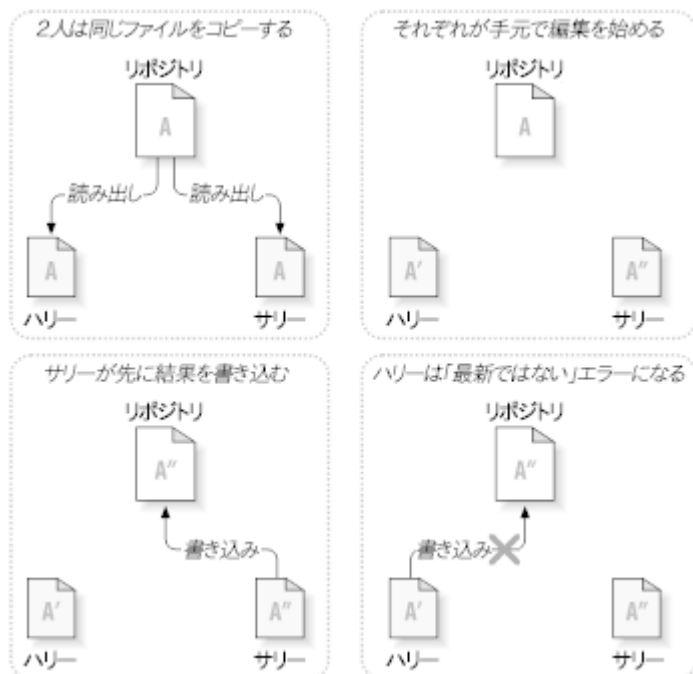 2人は同じファイルをコピーする
リポジトリ
A
読み出し
読み出し
A
A
ハリー
サリー
それぞれが手元で編集を始める
リポジトリ
A
A′
A″
ハリー
サリー
サリーが先に結果を書き込む
リポジトリ
A″
書き込み
A′
A″
ハリー
サリー
ハリーは「最新ではない」エラーになる
リポジトリ
A″
書き込み
A′
A″
ハリー
サリー